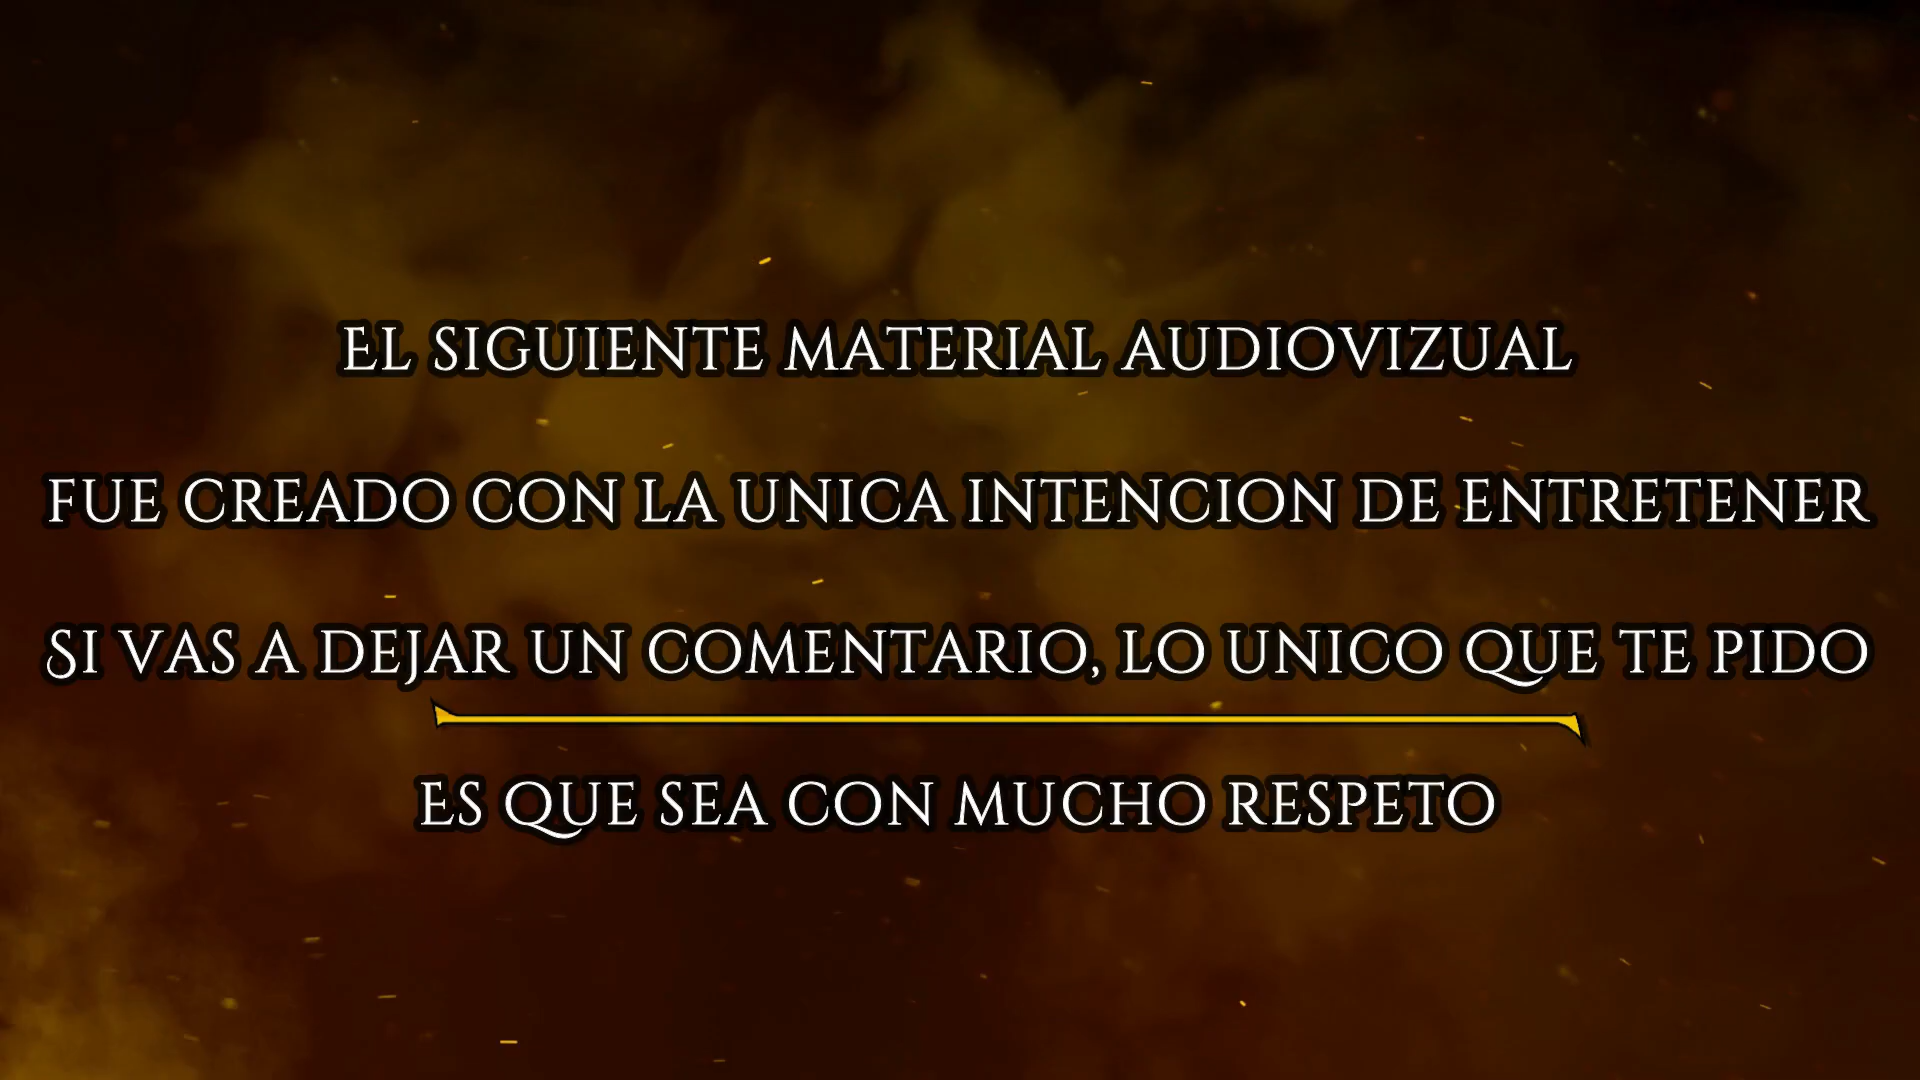 El siguiente material audiovizual
fue creado con la unica intencion de entretener
Si vas a dejar un comentario, lo unico que te pido
Es que sea con mucho respeto